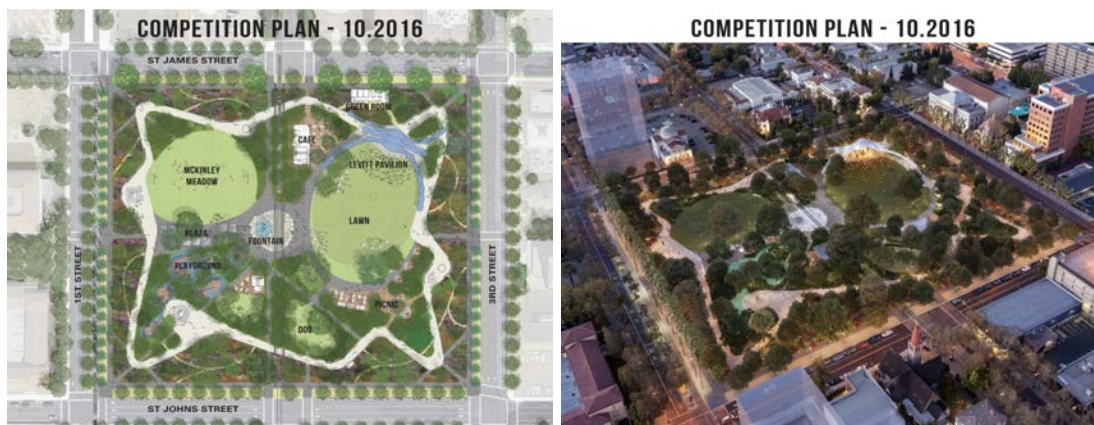 COMPETITION PLAN - 10.2016
ST JAMES STREET
GREEN ROOM
CAFE
LEVITT PAVILION
MCKINLEY
MEADOW
LAWN
PLAZA
FOUNTAIN
PLAYGROUND
PICNIC
DOG
1ST STREET
3RD STREET
ST JOHNS STREET
COMPETITION PLAN - 10.2016